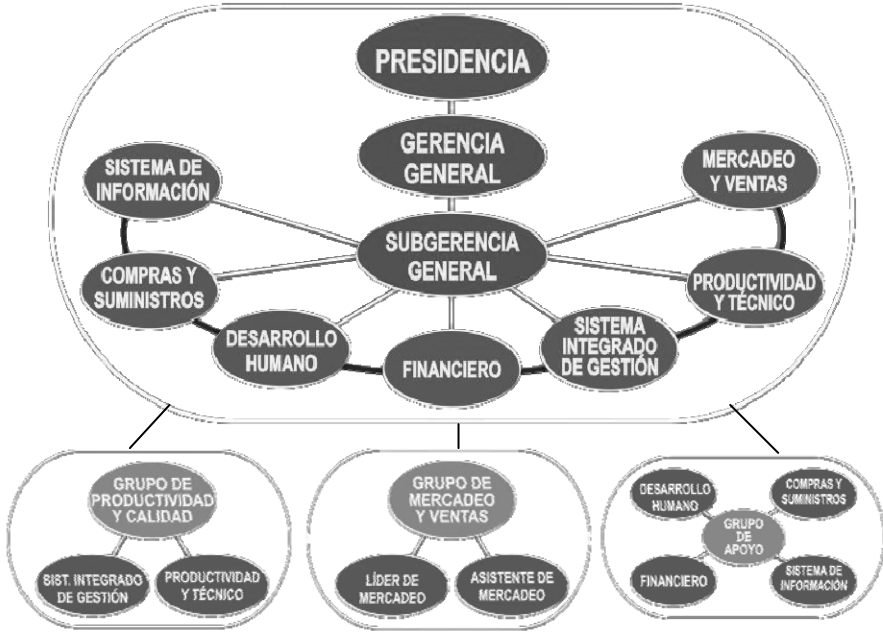 PRESIDENCIA
GERENCIA
GENERAL
SISTEMA DE
INFORMACIÓN
MERCADEO
Y VENTAS
SUBGERENCIA
GENERAL
COMPRAS Y
SUMINISTROS
PRODUCTIVIDAD
Y TÉCNICO
DESARROLLO
HUMANO
FINANCIERO
SISTEMA
INTEGRADO
DE GESTIÓN
GRUPO DE
PRODUCTIVIDAD
Y CALIDAD
SIST. INTEGRADO
DE GESTIÓN
PRODUCTIVIDAD
Y TÉCNICO
GRUPO DE
MERCADEO
Y VENTAS
LÍDER DE
MERCADEO
ASISTENTE DE
MERCADEO
DESARROLLO
HUMANO
COMPRAS Y
SUMINISTROS
GRUPO
DE
APOYO
FINANCIERO
SISTEMA DE
INFORMACIÓN